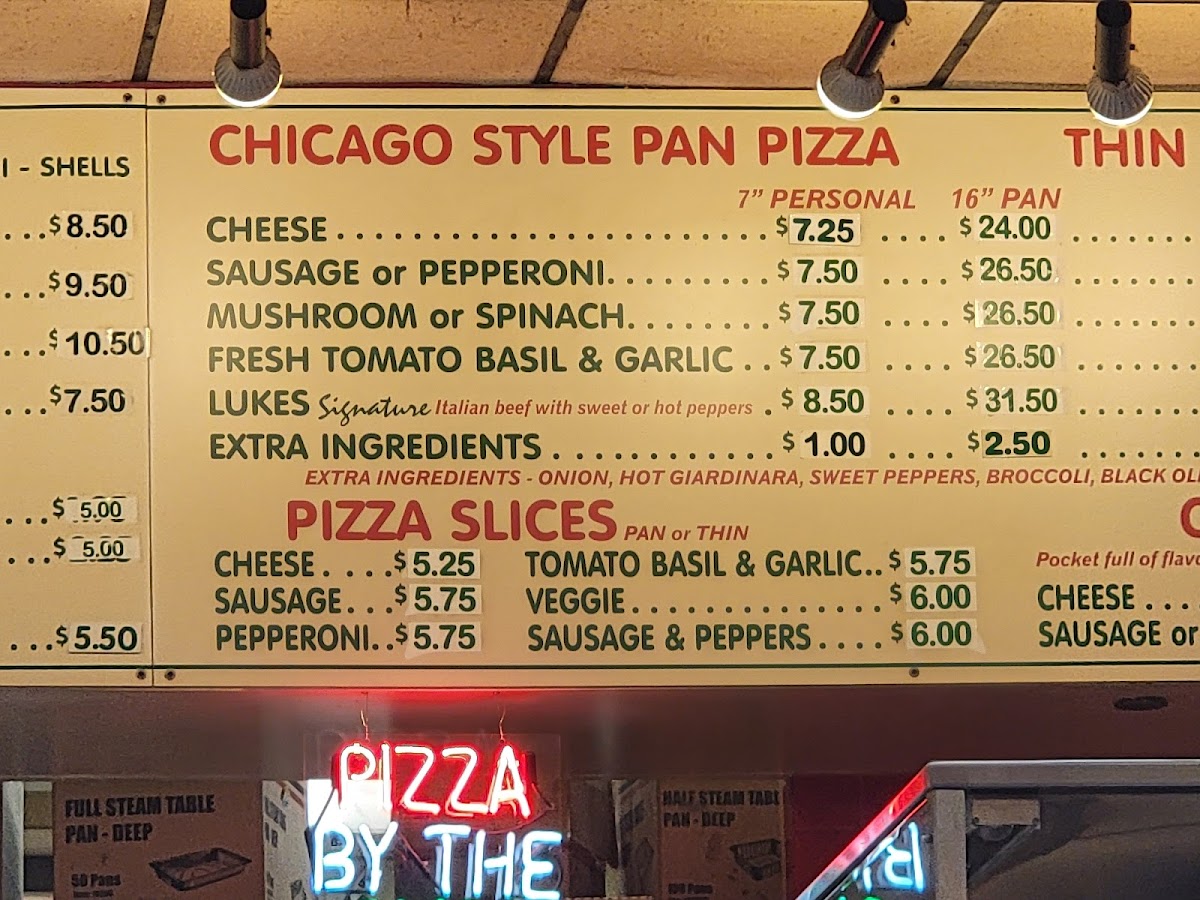 I - SHELLS
...$8.50
...$9.50
...$10.50
...$7.50
...$ 5.00
...$ 5.00
...$5.50
CHICAGO STYLE PAN PIZZA
7" PERSONAL 16" PAN
CHEESE $7.25 .... $24.00
SAUSAGE or PEPPERONI $7.50 .... $26.50
MUSHROOM or SPINACH $7.50 .... $26.50
FRESH TOMATO BASIL & GARLIC .. $7.50 .... $26.50
LUKES Signature Italian beef with sweet or hot peppers . $8.50 .... $31.50
EXTRA INGREDIENTS $1.00 .... $2.50
EXTRA INGREDIENTS - ONION, HOT GIARDINARA, SWEET PEPPERS, BROCCOLI, BLACK OL
PIZZA SLICES PAN or THIN
CHEESE....$5.25 TOMATO BASIL & GARLIC..$5.75
SAUSAGE...$5.75 VEGGIE $6.00
PEPPERONI..$5.75 SAUSAGE & PEPPERS....$6.00
THIN
Pocket full of flavo
CHEESE ...
SAUSAGE or
PIZZA
BY THE
FULL STEAM TABLE
PAN - DEEP
50 Pans
HALF STEAM TABL
PAN - DEEP